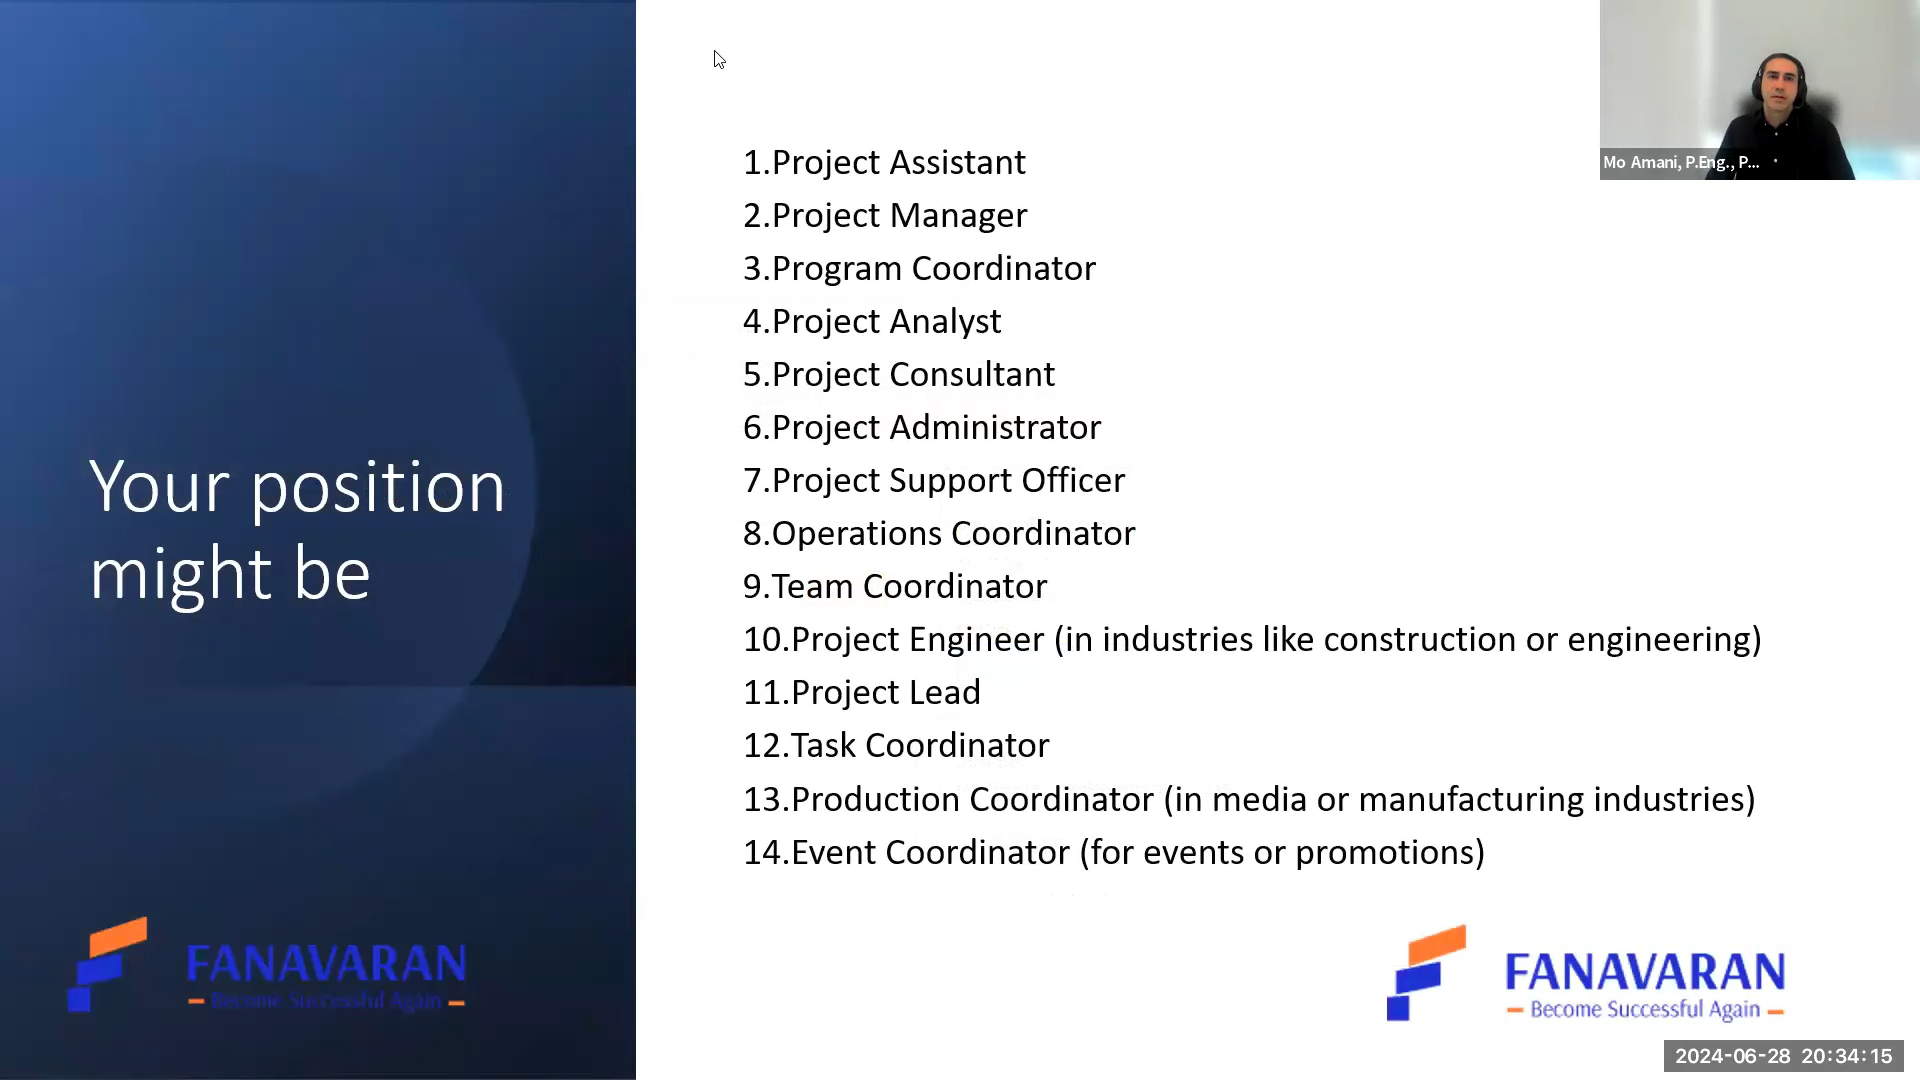 Your position
might be
1.Project Assistant
2.Project Manager
3.Program Coordinator
4.Project Analyst
5.Project Consultant
6.Project Administrator
7.Project Support Officer
8.Operations Coordinator
9.Team Coordinator
10.Project Engineer (in industries like construction or engineering)
11.Project Lead
12.Task Coordinator
13.Production Coordinator (in media or manufacturing industries)
14.Event Coordinator (for events or promotions)
Mo Amani, P.Eng., P...
FANAVARAN
Become Successful Again
FANAVARAN
Become Successful Again
2024-06-28 20:34:15